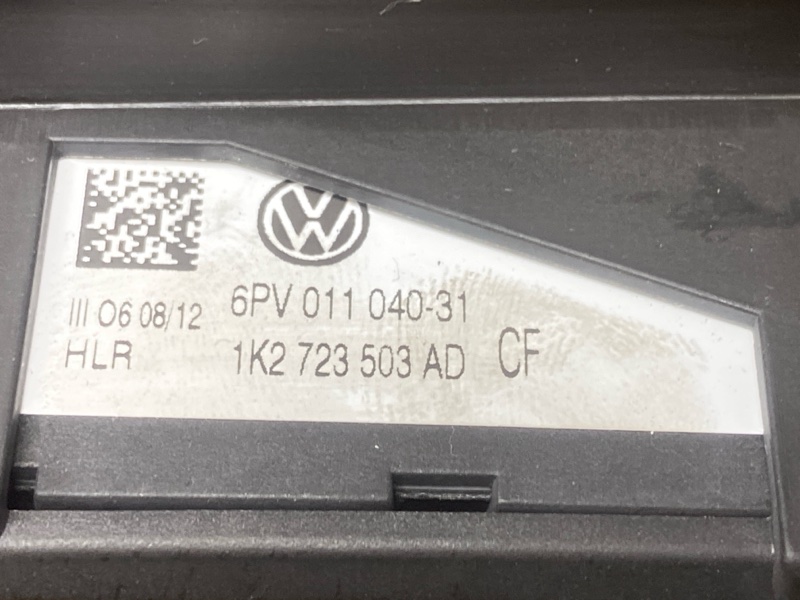 III O6 08/12 6PV 011 040-31
HLR 1K2 723 503 AD CF